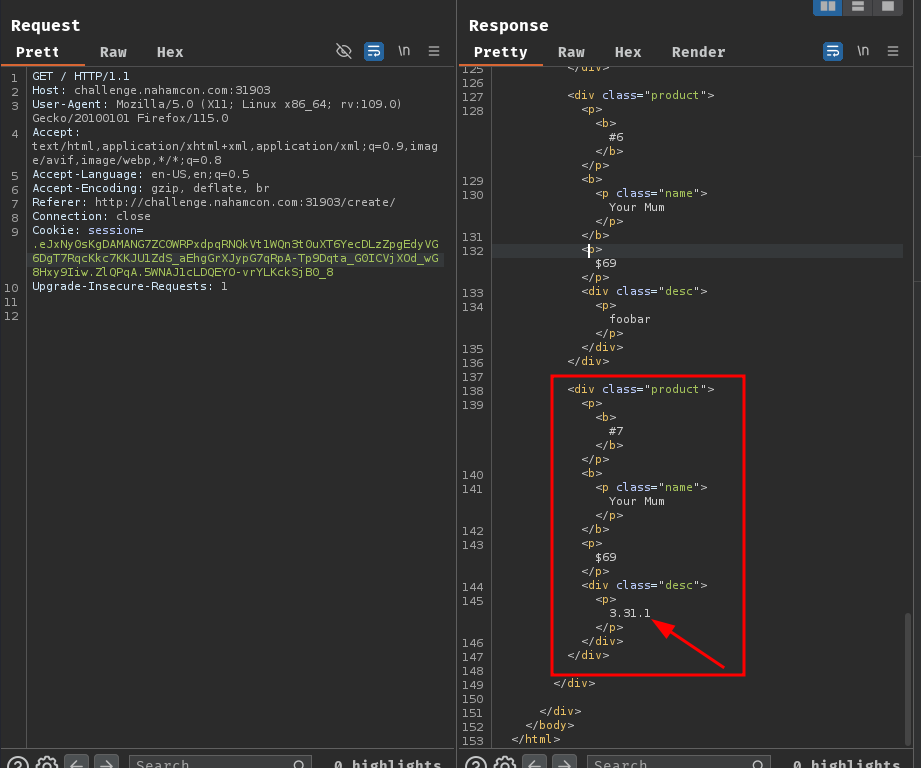 Request
Prett
Raw
Hex
\n
1 GET / HTTP/1.1
2 Host: challenge.nahamcon.com:31903
3 User-Agent: Mozilla/5.0 (X11; Linux x86_64; rv:109.0)
Gecko/20100101 Firefox/115.0
4 Accept:
text/html,application/xhtml+xml,application/xml;q=0.9,imag
e/avif,image/webp,*/*;q=0.8
5 Accept-Language: en-US,en;q=0.5
6 Accept-Encoding: gzip, deflate, br
7 Referer: http://challenge.nahamcon.com:31903/create/
8 Connection: close
9 Cookie: session=
10 Upgrade-Insecure-Requests: 1
11
12
Search
0 highlights
Response
Pretty
Raw
Hex
Render
\n
125 </div>
126
127 <div class="product">
128 <p>
<b>
#6
</b>
</p>
129 <b>
130 <p class="name">
Your Mum
</p>
131 </b>
132 <p>
$69
</p>
133 <div class="desc">
134 <p>
foobar
</p>
135 </div>
136 </div>
137
138 <div class="product">
139 <p>
<b>
#7
</b>
</p>
140 <b>
141 <p class="name">
Your Mum
</p>
142 </b>
143 <p>
$69
</p>
144 <div class="desc">
145 <p>
3.31.1
</p>
146 </div>
147 </div>
148
149 </div>
150
151 </div>
152 </body>
153 </html>
Search
0 highlights